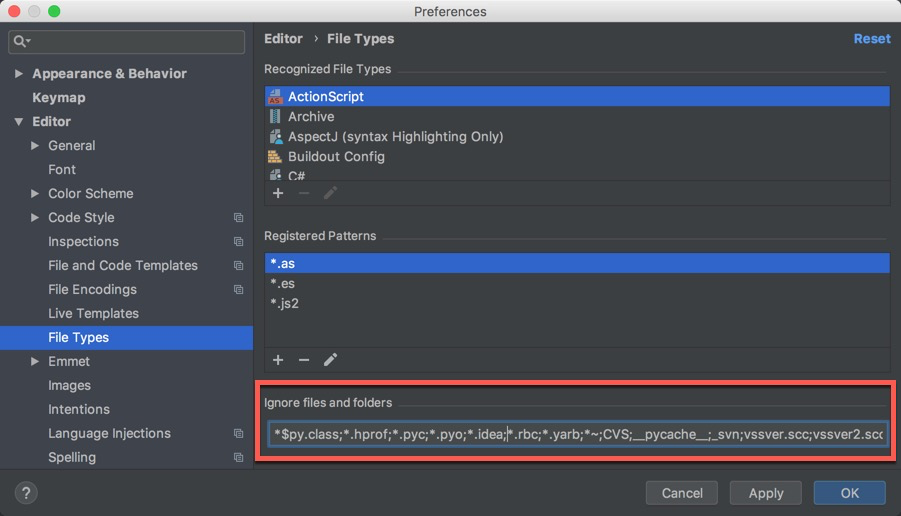 Preferences
Editor › File Types
Reset
Appearance & Behavior
Keymap
Editor
General
Font
Color Scheme
Code Style
Inspections
File and Code Templates
File Encodings
Live Templates
File Types
Emmet
Images
Intentions
Language Injections
Spelling
Recognized File Types
ActionScript
Archive
AspectJ (syntax Highlighting Only)
Buildout Config
C#
Registered Patterns
*.as
*.es
*.js2
Ignore files and folders
*$py.class;*.hprof;*.pyc;*.pyo;*.idea;*.rbc;*.yarb;*~;CVS;__pycache__;_svn;vssver.scc;vssver2.scc
?
Cancel
Apply
OK